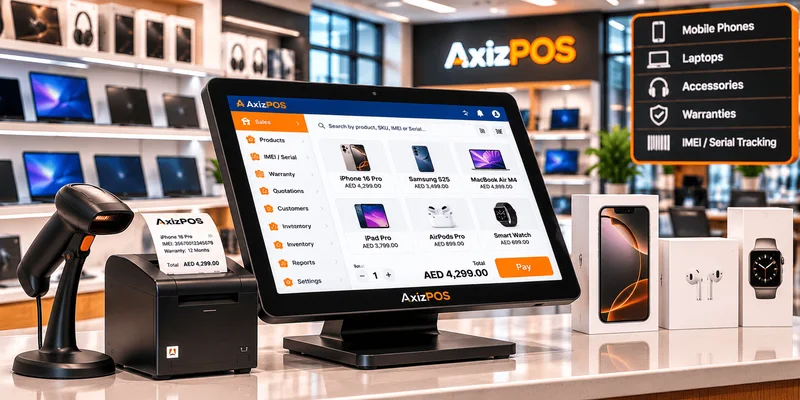 AxizPOS
Mobile Phones
Laptops
Accessories
Warranties
IMEI / Serial Tracking
AxizPOS
Sales
Products
IMEI / Serial
Warranty
Quotations
Customers
Inventory
Reports
Settings
Search by product, SKU, IMEI or Serial...
iPhone 16 Pro
AED 4,299.00
Samsung S25
AED 3,499.00
MacBook Air M4
AED 4,899.00
iPad Pro
AED 3,799.00
AirPods Pro
AED 899.00
Smart Watch
AED 699.00
1
Total
AED 4,299.00
Pay
AxizPOS
AxizPOS
iPhone 16 Pro
Warranty: 12 Months
Total AED 4,299.00